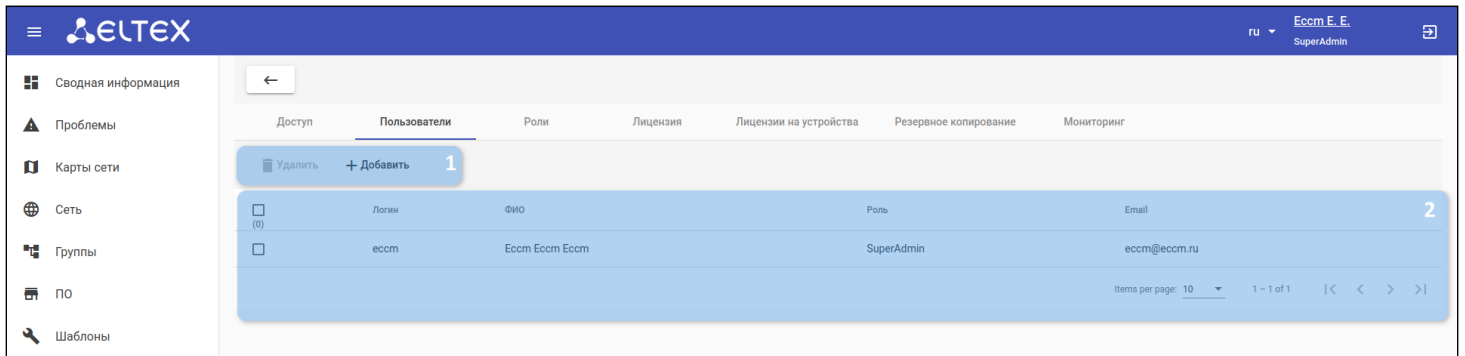 ELTEX
ru
Eccm E. E.
SuperAdmin
Сводная информация
Проблемы
Карты сети
Сеть
Группы
ПО
Шаблоны
Доступ Пользователи Роли Лицензия Лицензии на устройства Резервное копирование Мониторинг
Удалить + Добавить 1
Логин ФИО Роль Email 2
(0)
eccm Eccm Eccm Eccm SuperAdmin eccm@eccm.ru
Items per page: 10 1 – 1 of 1